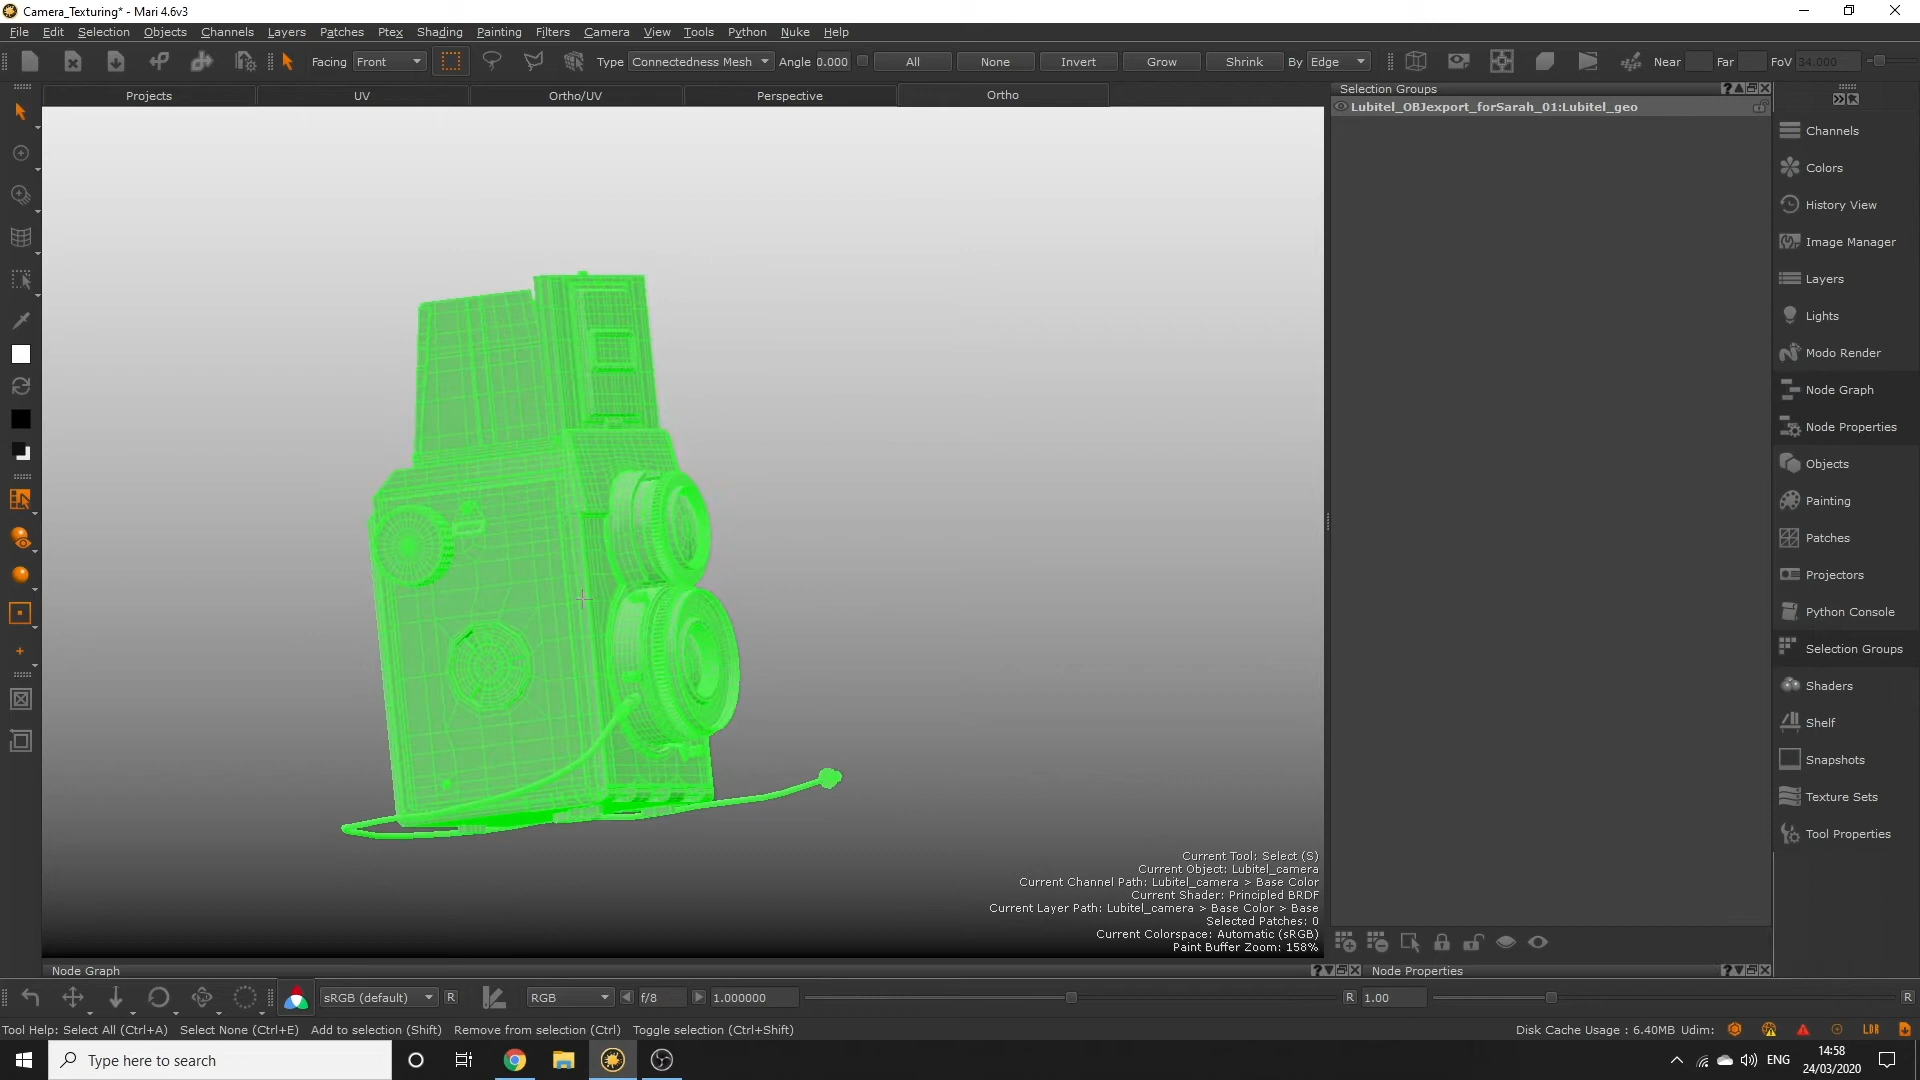 Camera_Texturing* - Mari 4.6v3
File Edit Selection Objects Channels Layers Patches Ptex Shading Painting Filters Camera View Tools Python Nuke Help
Facing Front Type Connectedness Mesh Angle 0.000 All None Invert Grow Shrink By Edge Near Far FoV 34.000
Projects UV Ortho/UV Perspective Ortho
Selection Groups
Lubitel_OBJexport_forSarah_01:Lubitel_geo
Channels
Colors
History View
Image Manager
Layers
Lights
Modo Render
Node Graph
Node Properties
Objects
Painting
Patches
Projectors
Python Console
Selection Groups
Shaders
Shelf
Snapshots
Texture Sets
Tool Properties
Current Tool: Select (S)
Current Object: Lubitel_camera
Current Channel Path: Lubitel_camera > Base Color
Current Shader: Principled BRDF
Current Layer Path: Lubitel_camera > Base Color > Base
Selected Patches: 0
Current Colorspace: Automatic (sRGB)
Paint Buffer Zoom: 158%
Node Graph Node Properties
sRGB (default) R RGB f/8 1.000000 R 1.00 R
Tool Help: Select All (Ctrl+A) Select None (Ctrl+E) Add to selection (Shift) Remove from selection (Ctrl) Toggle selection (Ctrl+Shift) Disk Cache Usage : 6.40MB Udim: LDR
Type here to search ENG
14:58
24/03/2020